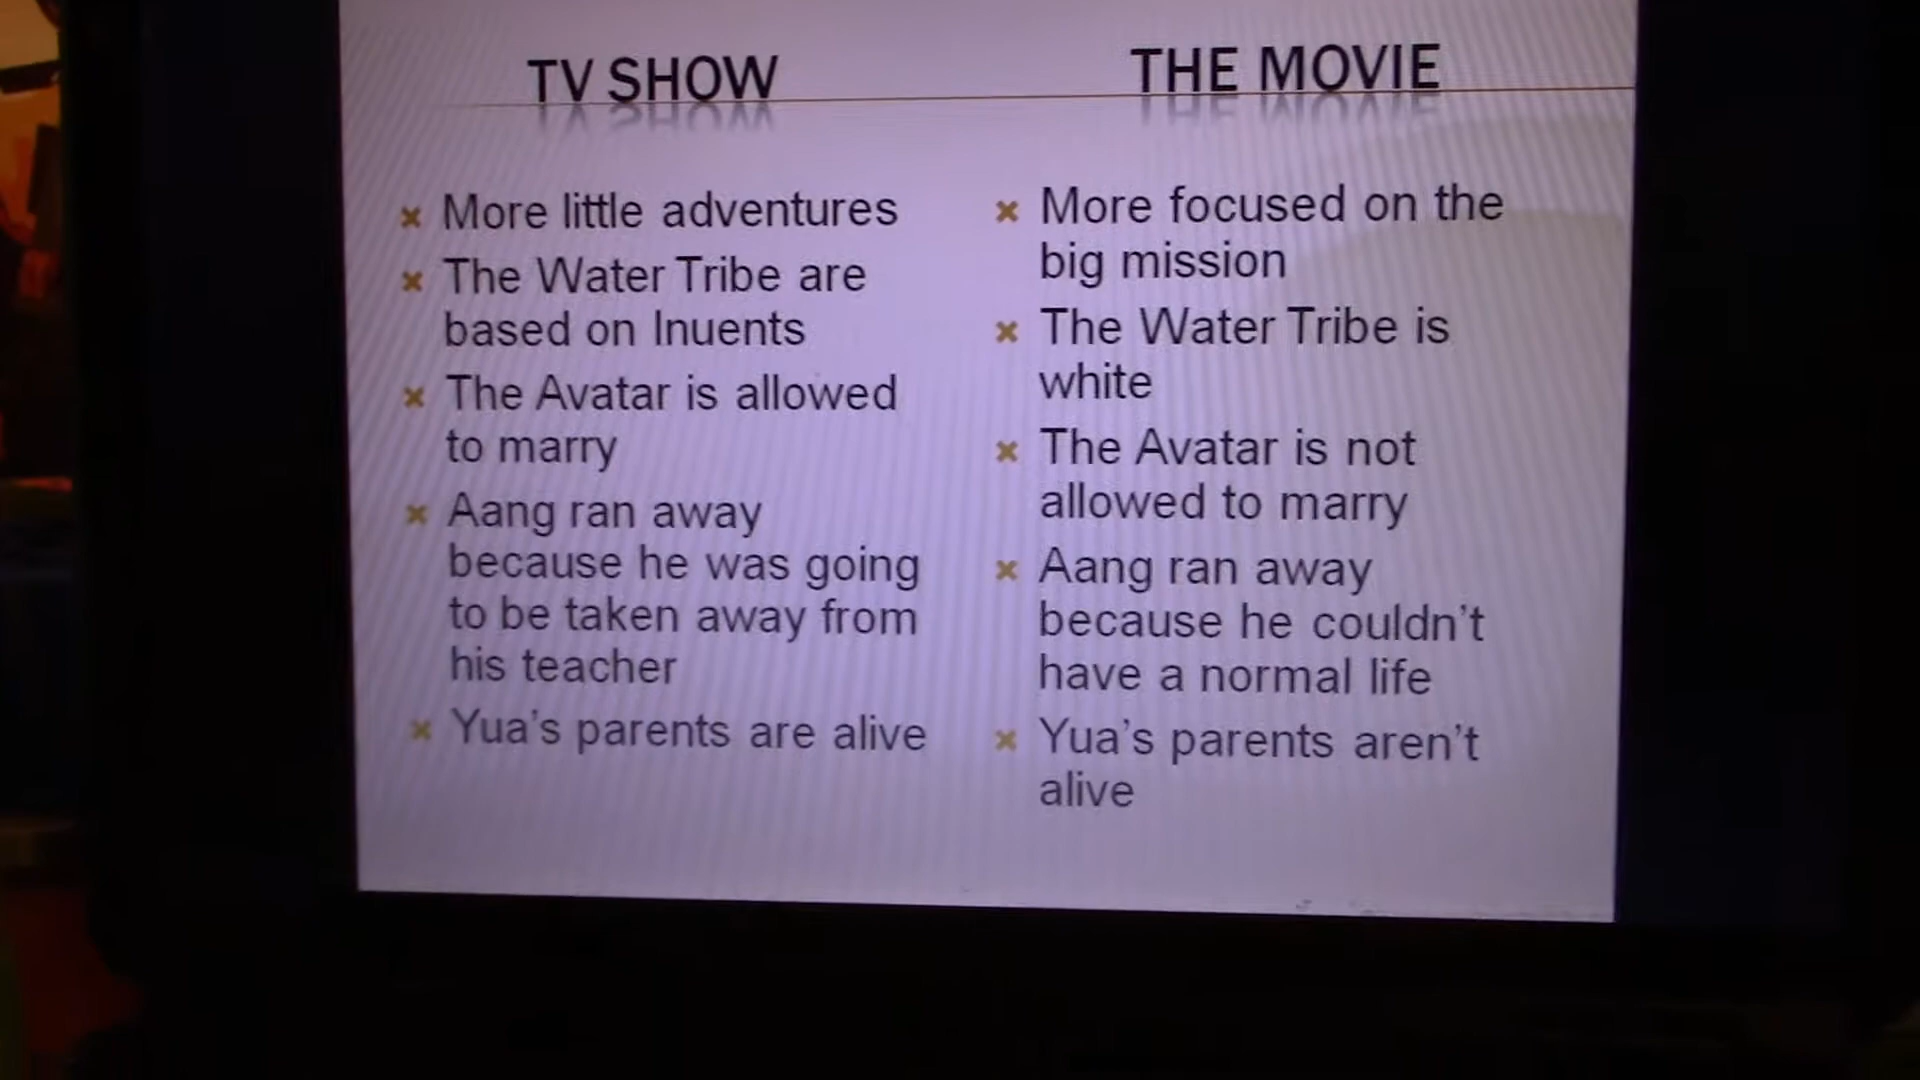 TV SHOW
More little adventures
The Water Tribe are
based on Inuents
The Avatar is allowed
to marry
Aang ran away
because he was going
to be taken away from
his teacher
Yua's parents are alive
THE MOVIE
More focused on the
big mission
The Water Tribe is
white
The Avatar is not
allowed to marry
Aang ran away
because he couldn't
have a normal life
Yua's parents aren't
alive